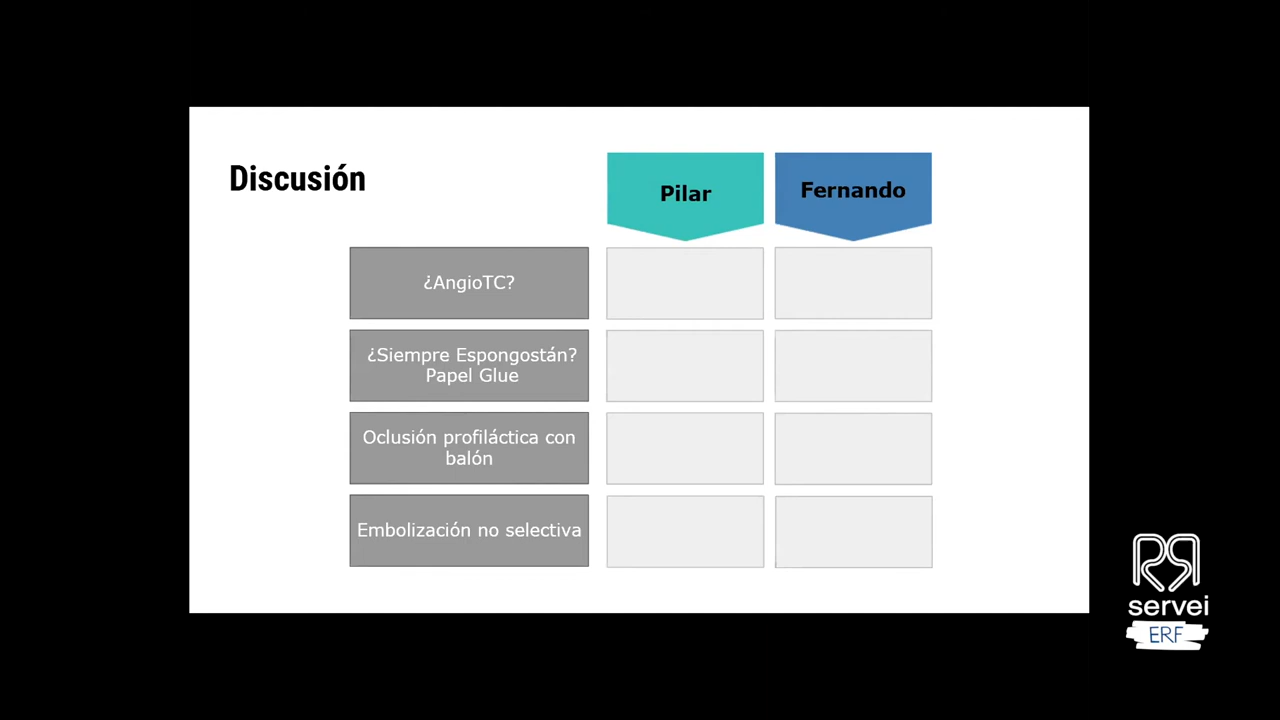 Discusión
Pilar
Fernando
¿AngioTC?
¿Siempre Espongostán?
Papel Glue
Oclusión profiláctica con
balón
Embolización no selectiva
servei
ERF